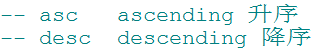 -- asc   ascending 升序
-- desc  descending 降序